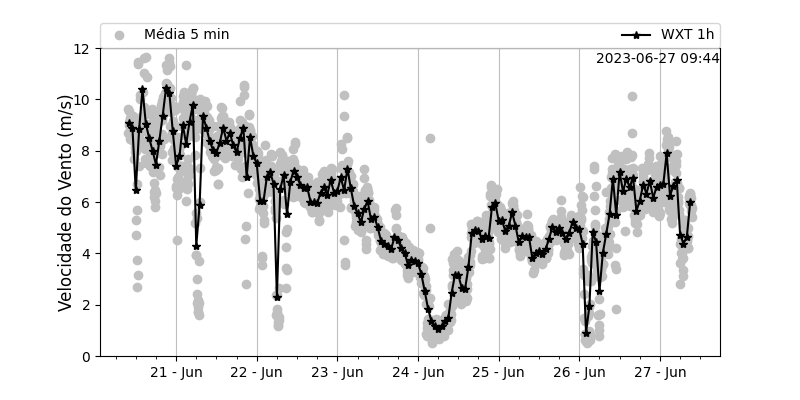 Média 5 min
WXT 1h
2023-06-27 09:44
Velocidade do Vento (m/s)
12
10
8
6
4
2
0
21 - Jun
22 - Jun
23 - Jun
24 - Jun
25 - Jun
26 - Jun
27 - Jun